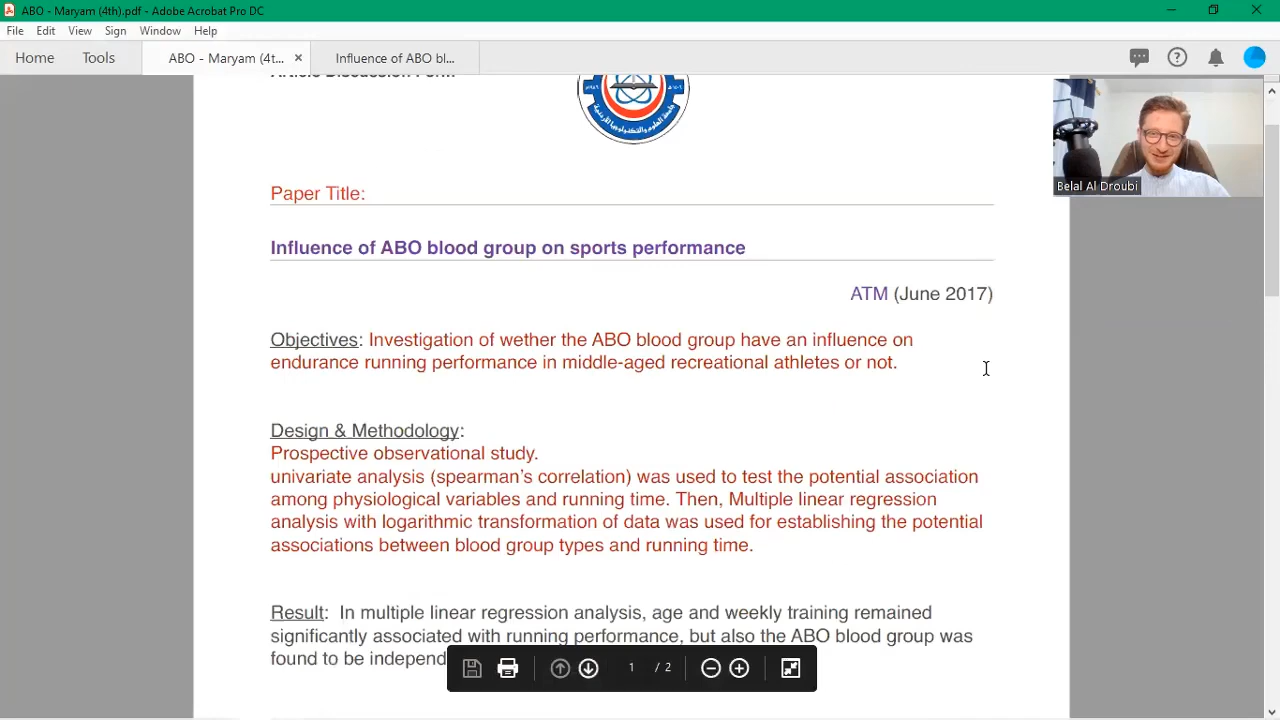 ABO - Maryam (4th).pdf - Adobe Acrobat Pro DC
File Edit View Sign Window Help
Home Tools ABO - Maryam (4t... × Influence of ABO bl...
Article Discussion Form
Paper Title:
Influence of ABO blood group on sports performance
ATM (June 2017)
Objectives: Investigation of wether the ABO blood group have an influence on
endurance running performance in middle-aged recreational athletes or not.
Design & Methodology:
Prospective observational study.
univariate analysis (spearman's correlation) was used to test the potential association
among physiological variables and running time. Then, Multiple linear regression
analysis with logarithmic transformation of data was used for establishing the potential
associations between blood group types and running time.
Result: In multiple linear regression analysis, age and weekly training remained
significantly associated with running performance, but also the ABO blood group was
found to be independ
1 / 2
Belal Al Droubi